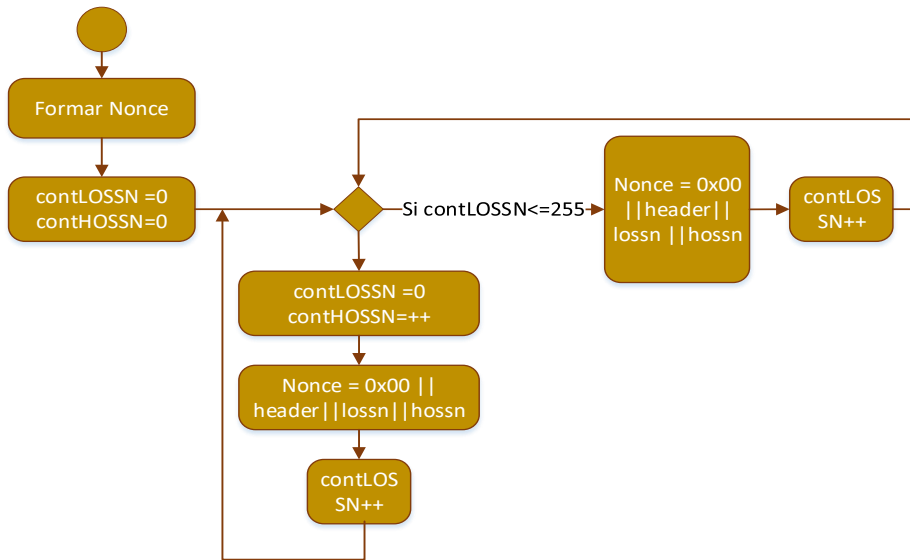 Formar Nonce
contLOSSN =0
contHOSSN=0
Si contLOSSN<=255
Nonce = 0x00
||header||
lossn ||hossn
contLOS
SN++
contLOSSN =0
contHOSSN=++
Nonce = 0x00 ||
header||lossn||hossn
contLOS
SN++